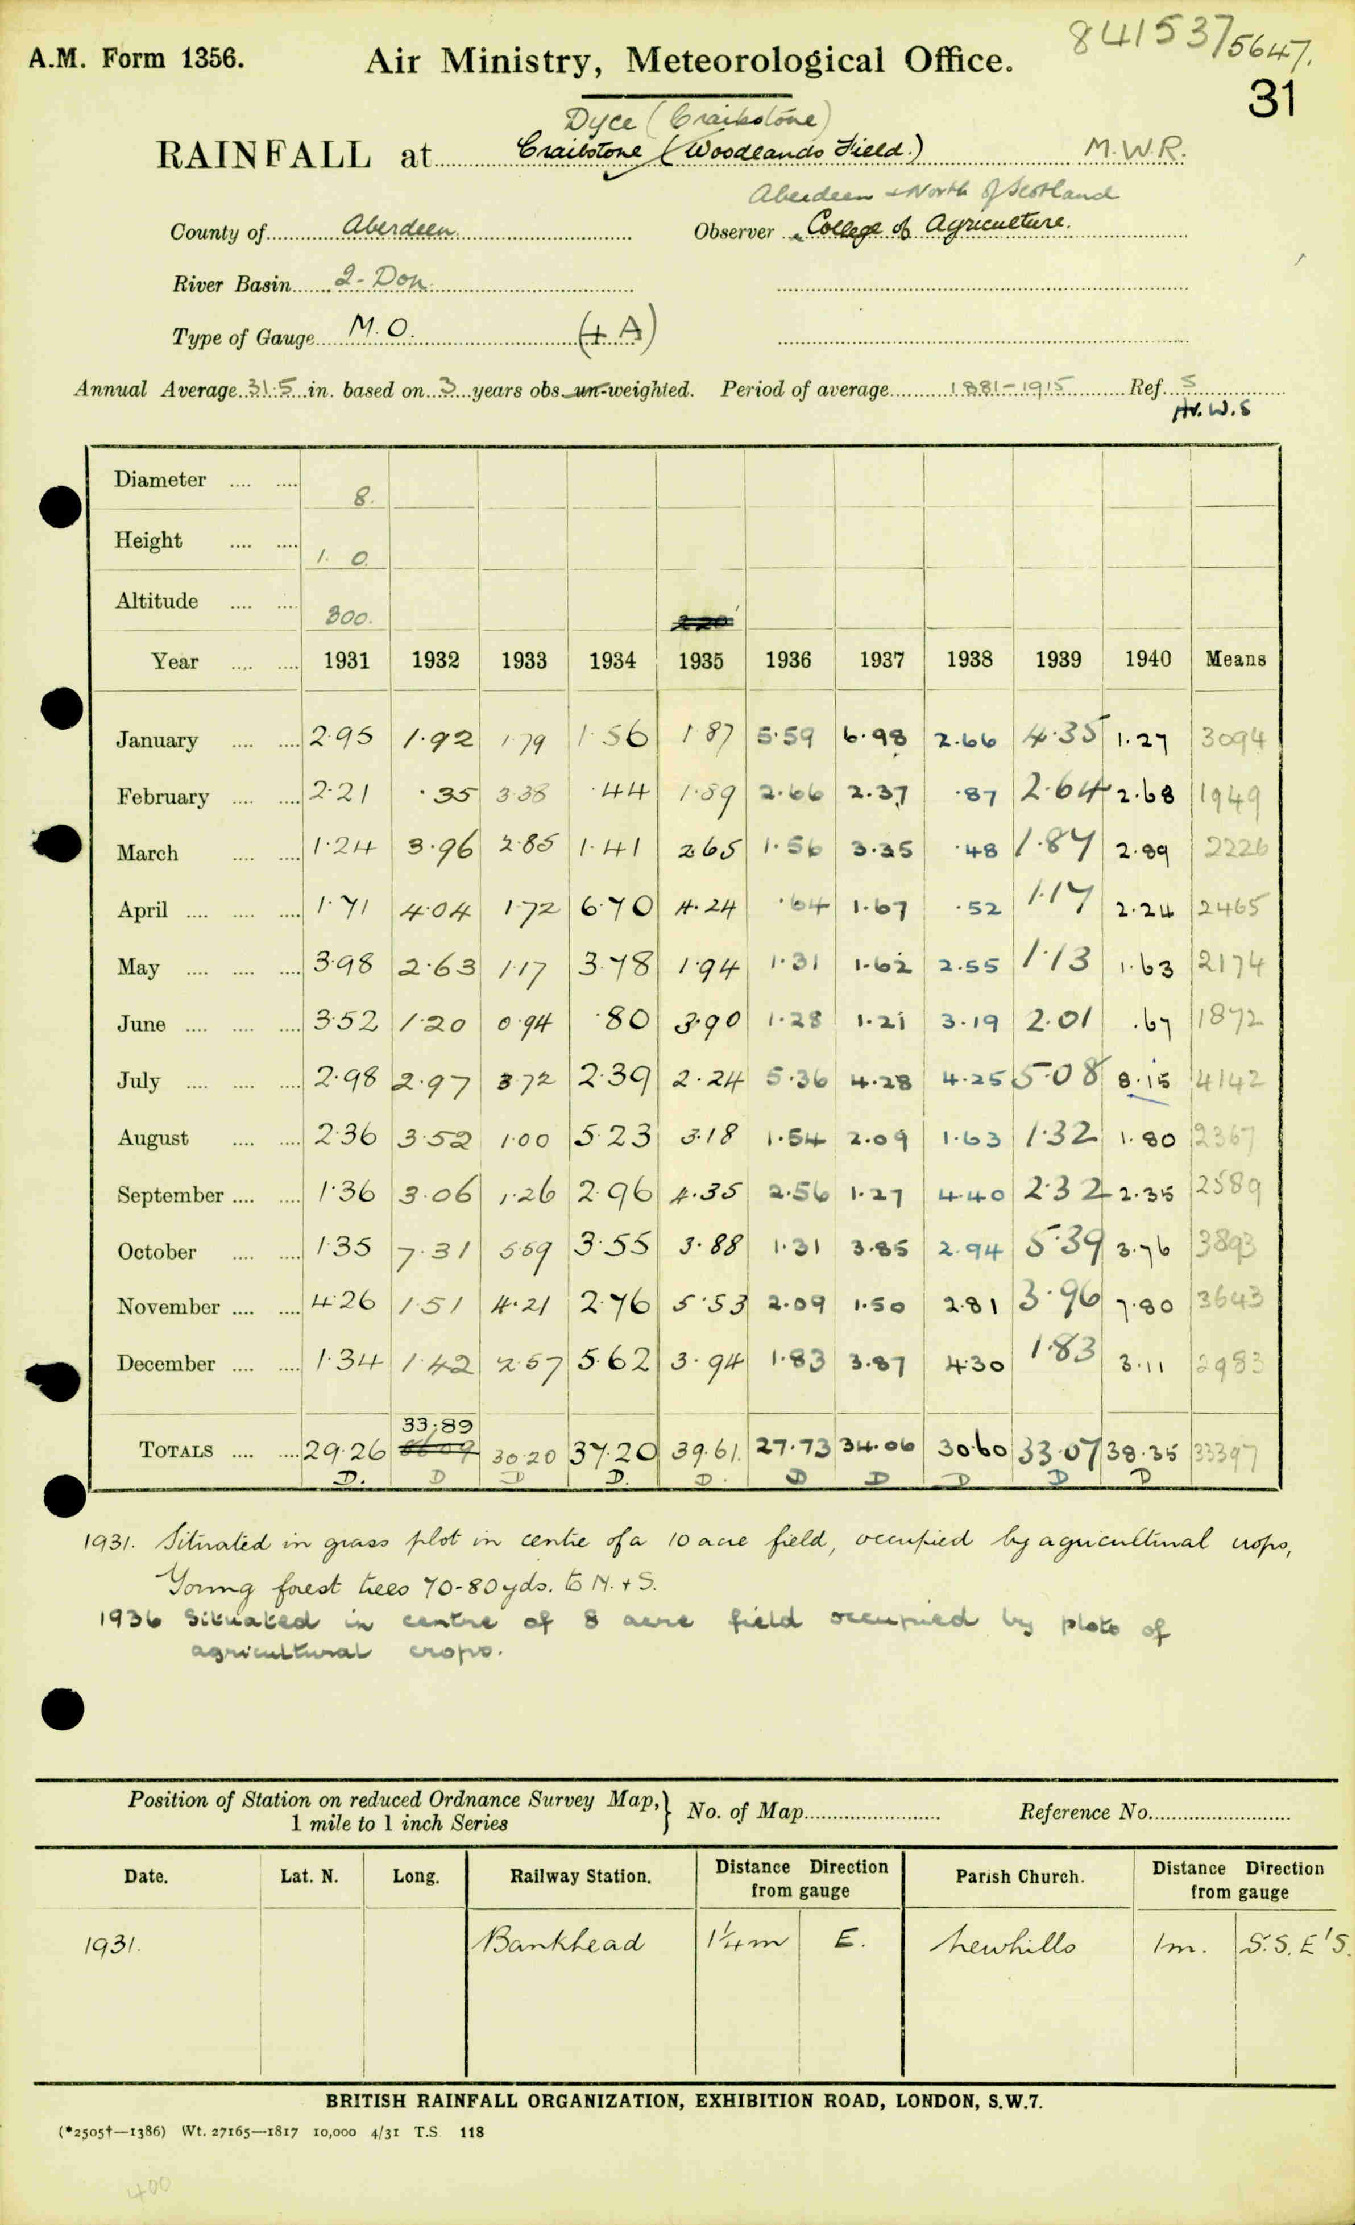 841537/5647.
A.M. Form 1356. Air Ministry, Meteorological Office.
31
Dyce (Craibstone)
RAINFALL at Craibstone (Woodlands Field.) M.W.R.
Aberdeen & North of Scotland
County of Aberdeen. Observer College of Agriculture.
River Basin 2-Don
Type of Gauge M.O. (+ A)
Annual Average 31.5 in. based on 3 years obs. un-weighted. Period of average 1881-1915 Ref. S
Hr.W.S
Diameter 8.
Height 1. 0.
Altitude 300. 220
Year 1931 1932 1933 1934 1935 1936 1937 1938 1939 1940 Means
January 2.95 1.92 1.79 1.56 1.87 5.59 6.98 2.66 4.35 1.27 3094
February 2.21 .35 3.38 .44 1.89 2.66 2.37 .87 2.64 2.68 1949
March 1.24 3.96 2.85 1.41 2.65 1.56 3.35 .48 1.87 2.89 2226
April 1.71 4.04 1.72 6.70 4.24 .64 1.67 .52 1.17 2.24 2465
May 3.98 2.63 1.17 3.78 1.94 1.31 1.62 2.55 1.13 1.63 2174
June 3.52 1.20 0.94 .80 3.90 1.28 1.21 3.19 2.01 .67 1872
July 2.98 2.97 3.72 2.39 2.24 5.36 4.28 4.25 5.08 8.15 4142
August 2.36 3.52 1.00 5.23 3.18 1.54 2.09 1.63 1.32 1.80 2367
September 1.36 3.06 1.26 2.96 4.35 2.56 1.27 4.40 2.32 2.35 2589
October 1.35 7.31 5.59 3.55 3.88 1.31 3.85 2.94 5.39 3.76 3893
November 4.26 1.51 4.21 2.76 5.53 2.09 1.50 2.81 3.96 7.80 3643
December 1.34 1.42 2.57 5.62 3.94 1.83 3.87 4.30 1.83 3.11 2983
33.89
TOTALS 29.26 30.20 37.20 39.61. 27.73 34.06 30.60 33.07 38.35 33397
D. D D D. D. D D D D D
1931. Situated in grass plot in centre of a 10 acre field, occupied by agricultural crops,
Young forest trees 70-80 yds. to N. + S.
1936 Situated in centre of 8 acre field occupied by plots of
agricultural crops.
Position of Station on reduced Ordnance Survey Map,} No. of Map Reference No.
1 mile to 1 inch Series
Date. Lat. N. Long. Railway Station. Distance Direction from gauge Parish Church. Distance Direction from gauge
1931. Bankhead 1¼m E. Newhills 1m. S.S.E'S.
BRITISH RAINFALL ORGANIZATION, EXHIBITION ROAD, LONDON, S.W.7.
(*2505†—1386) Wt. 27165—1817 10,000 4/31 T.S. 118
400